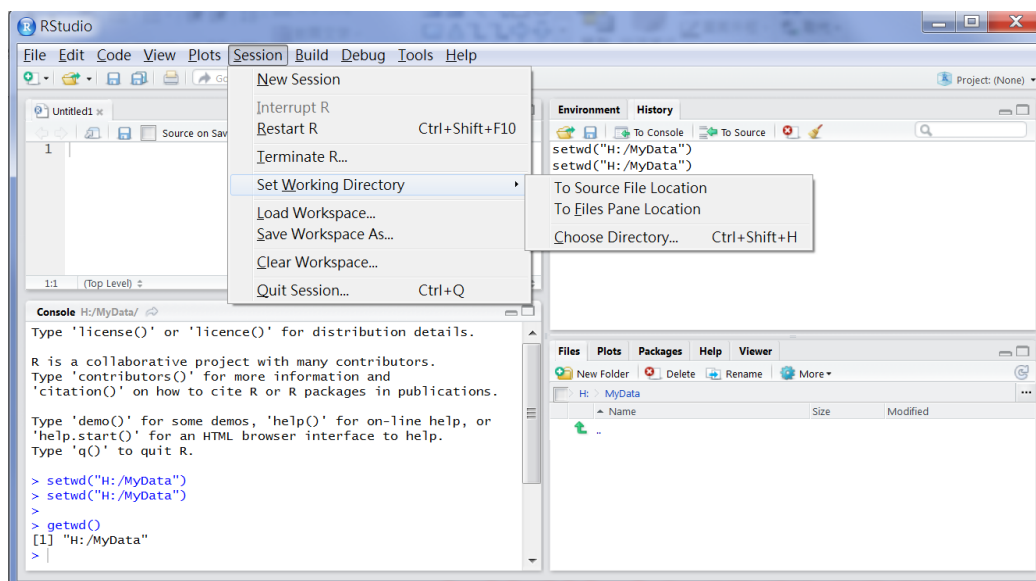 RStudio
File Edit Code View Plots Session Build Debug Tools Help
Go
Project: (None)
New Session
Interrupt R
Restart R Ctrl+Shift+F10
Terminate R...
Set Working Directory
Load Workspace...
Save Workspace As...
Clear Workspace...
Quit Session... Ctrl+Q
To Source File Location
To Files Pane Location
Choose Directory... Ctrl+Shift+H
Untitled1
Source on Sav
1
1:1 (Top Level)
Console H:/MyData/
Type 'license()' or 'licence()' for distribution details.
R is a collaborative project with many contributors.
Type 'contributors()' for more information and
'citation()' on how to cite R or R packages in publications.
Type 'demo()' for some demos, 'help()' for on-line help, or
'help.start()' for an HTML browser interface to help.
Type 'q()' to quit R.
> setwd("H:/MyData")
> setwd("H:/MyData")
>
> getwd()
[1] "H:/MyData"
>
Environment History
To Console To Source
setwd("H:/MyData")
setwd("H:/MyData")
Files Plots Packages Help Viewer
New Folder Delete Rename More
H: MyData
Name Size Modified
..